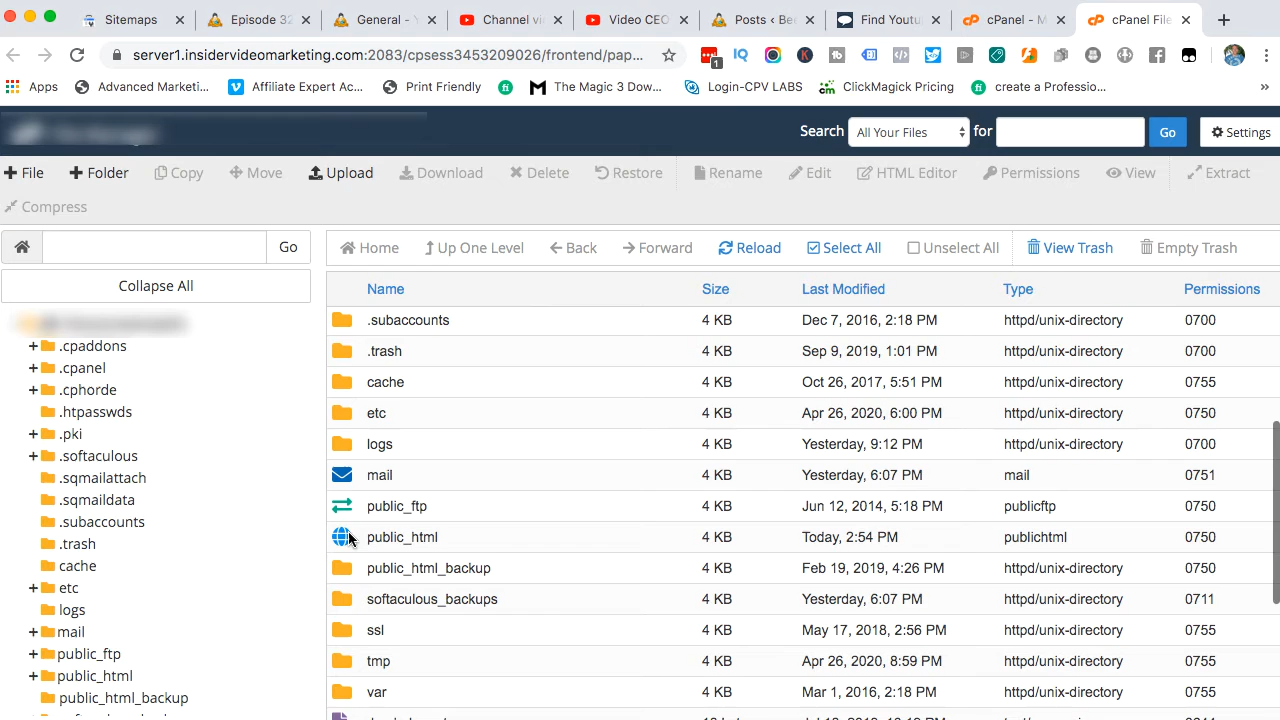 Sitemaps
Episode 32
General - Y
Channel vi
Video CEO
Posts ‹ Be
Find Youtu
cPanel - M
cPanel File
server1.insidervideomarketing.com:2083/cpsess3453209026/frontend/pap...
1
Apps
Advanced Marketi...
Affiliate Expert Ac...
Print Friendly
The Magic 3 Dow...
Login-CPV LABS
ClickMagick Pricing
create a Professio...
Search
All Your Files
for
Go
Settings
File
Folder
Copy
Move
Upload
Download
Delete
Restore
Rename
Edit
HTML Editor
Permissions
View
Extract
Compress
Go
Home
Up One Level
Back
Forward
Reload
Select All
Unselect All
View Trash
Empty Trash
Collapse All
.cpaddons
.cpanel
.cphorde
.htpasswds
.pki
.softaculous
.sqmailattach
.sqmaildata
.subaccounts
.trash
cache
etc
logs
mail
public_ftp
public_html
public_html_backup
Name Size Last Modified Type Permissions
.subaccounts 4 KB Dec 7, 2016, 2:18 PM httpd/unix-directory 0700
.trash 4 KB Sep 9, 2019, 1:01 PM httpd/unix-directory 0700
cache 4 KB Oct 26, 2017, 5:51 PM httpd/unix-directory 0755
etc 4 KB Apr 26, 2020, 6:00 PM httpd/unix-directory 0750
logs 4 KB Yesterday, 9:12 PM httpd/unix-directory 0700
mail 4 KB Yesterday, 6:07 PM mail 0751
public_ftp 4 KB Jun 12, 2014, 5:18 PM publicftp 0750
public_html 4 KB Today, 2:54 PM publichtml 0750
public_html_backup 4 KB Feb 19, 2019, 4:26 PM httpd/unix-directory 0750
softaculous_backups 4 KB Yesterday, 6:07 PM httpd/unix-directory 0711
ssl 4 KB May 17, 2018, 2:56 PM httpd/unix-directory 0755
tmp 4 KB Apr 26, 2020, 8:59 PM httpd/unix-directory 0755
var 4 KB Mar 1, 2016, 2:18 PM httpd/unix-directory 0755